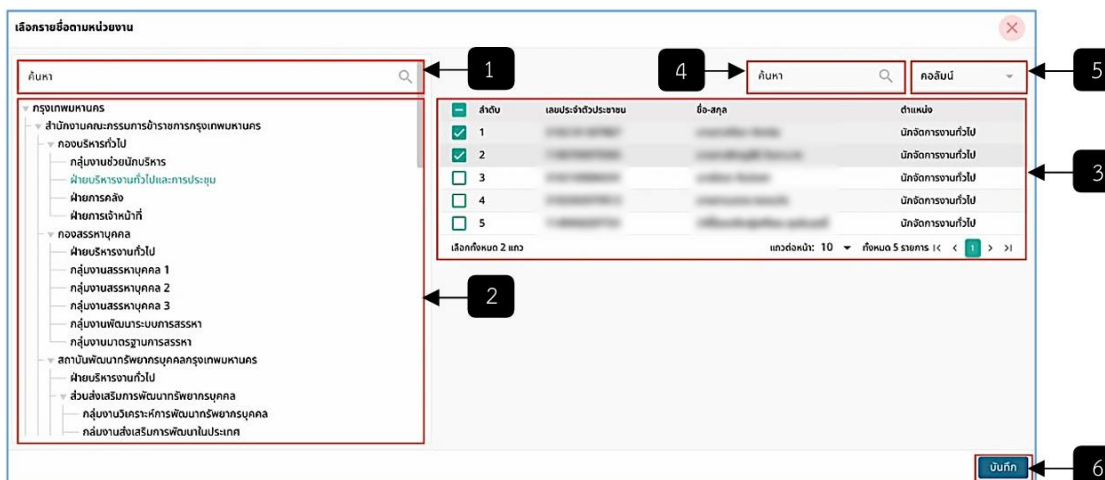 เลือกรายชื่อตามหน่วยงาน
ค้นหา
1
กรุงเทพมหานคร
สำนักงานคณะกรรมการข้าราชการกรุงเทพมหานคร
กองบริหารทั่วไป
กลุ่มงานช่วยนักบริหาร
ฝ่ายบริหารงานทั่วไปและการประชุม
ฝ่ายการคลัง
ฝ่ายการเจ้าหน้าที่
กองสรรหาบุคคล
ฝ่ายบริหารงานทั่วไป
กลุ่มงานสรรหาบุคคล 1
กลุ่มงานสรรหาบุคคล 2
กลุ่มงานสรรหาบุคคล 3
กลุ่มงานพัฒนาระบบการสรรหา
กลุ่มงานมาตรฐานการสรรหา
สถาบันพัฒนาทรัพยากรบุคคลกรุงเทพมหานคร
ฝ่ายบริหารงานทั่วไป
ส่วนส่งเสริมการพัฒนาทรัพยากรบุคคล
กลุ่มงานวิเคราะห์การพัฒนาทรัพยากรบุคคล
กลุ่มงานส่งเสริมการพัฒนาในประเทศ
2
4 ค้นหา คอลัมน์ 5
ลำดับ เลขประจำตัวประชาชน ชื่อ-สกุล ตำแหน่ง
1 นักจัดการงานทั่วไป
2 นักจัดการงานทั่วไป
3 นักจัดการงานทั่วไป
4 นักจัดการงานทั่วไป
5 นักจัดการงานทั่วไป
เลือกทั้งหมด 2 แถว แถวต่อหน้า: 10 ทั้งหมด 5 รายการ 1
3
บันทึก 6